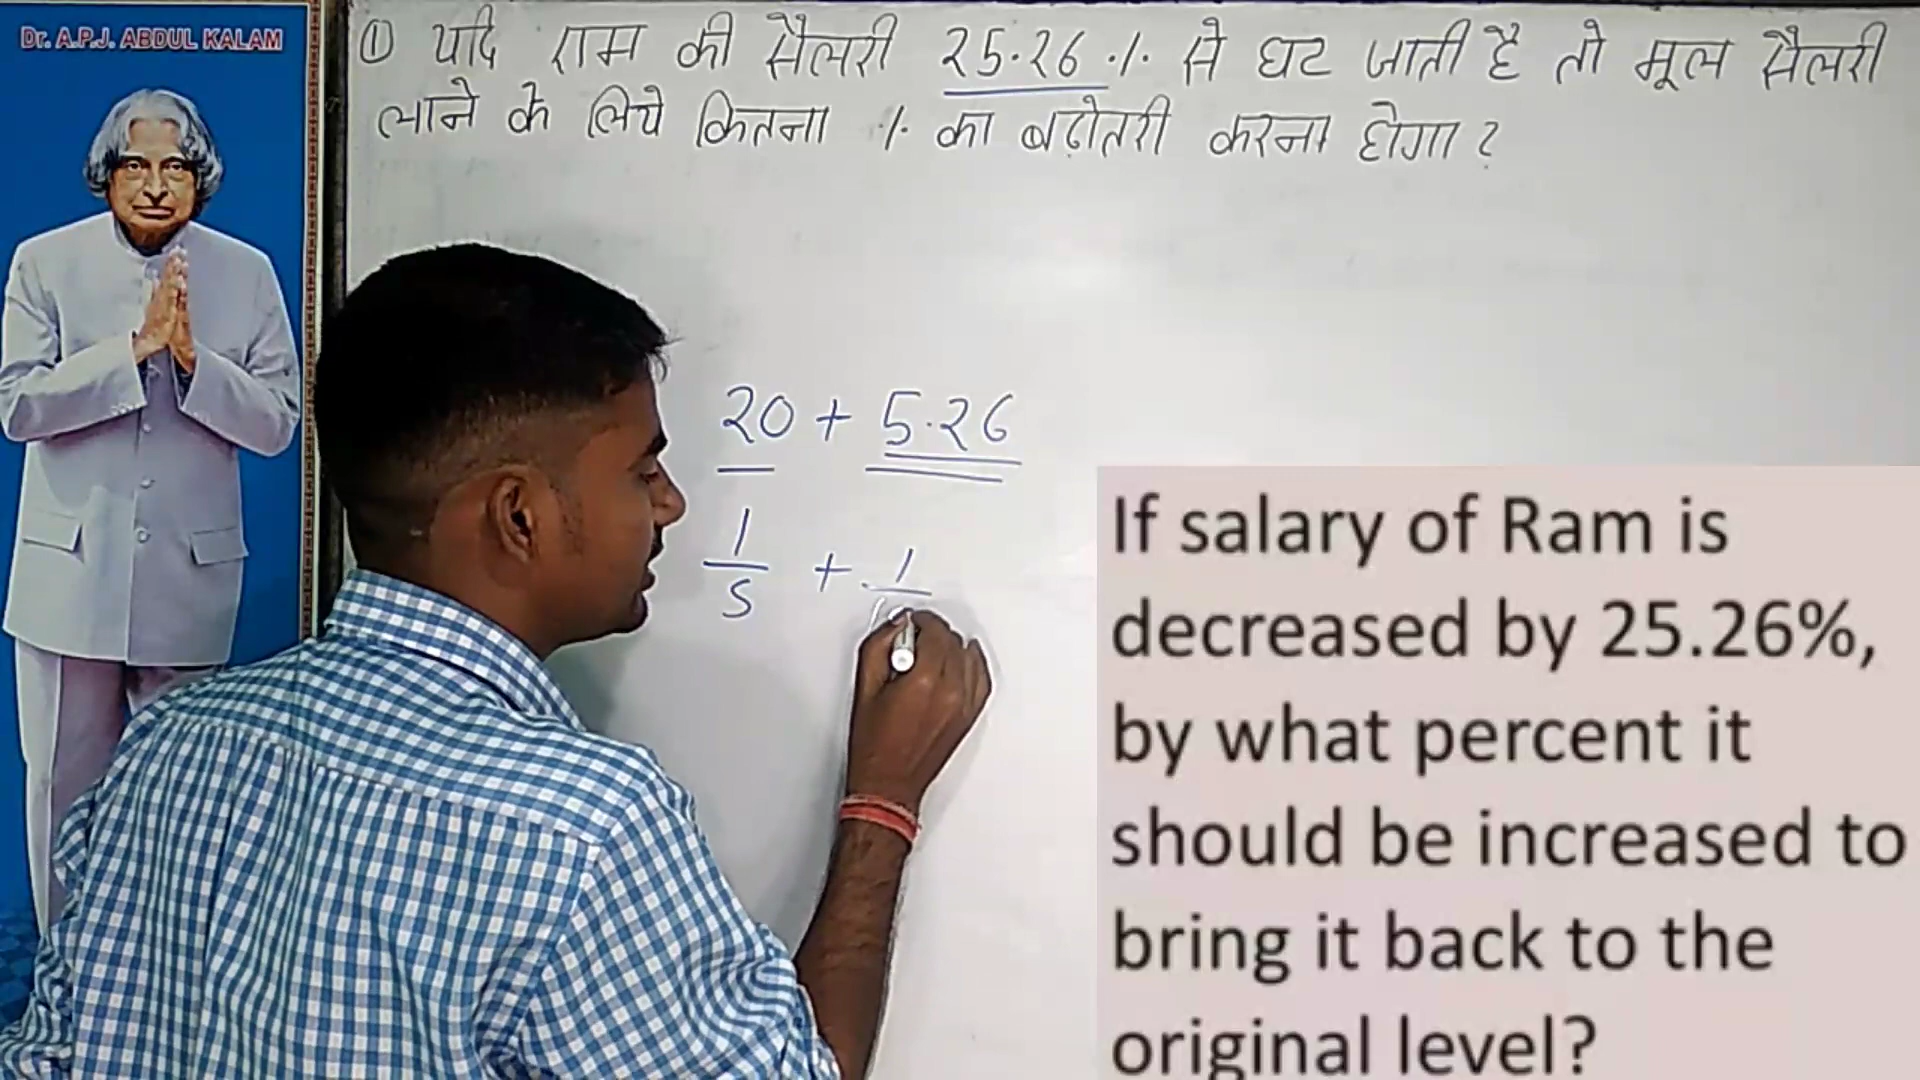 Dr. A.P.J. ABDUL KALAM
① यदि राम की सैलरी 25.26 % से घट जाती है तो मूल सैलरी
लाने के लिये कितना % का बढ़ोतरी करना होगा ?
20 + 5.26
1/5 + 1/
If salary of Ram is
decreased by 25.26%,
by what percent it
should be increased to
bring it back to the
original level?